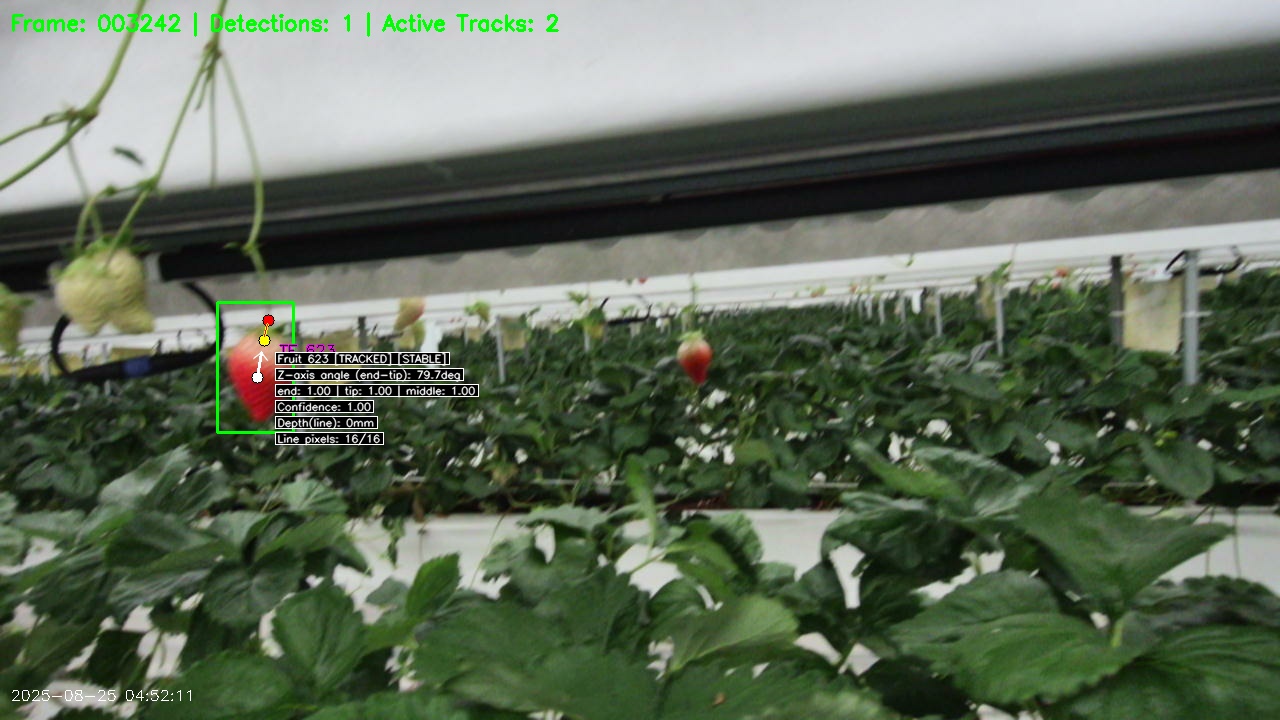 Frame: 003242 | Detections: 1 | Active Tracks: 2
Fruit 623 [TRACKED] [STABLE]
Z-axis angle (end-tip): 79.7deg
end: 1.00 | tip: 1.00 | middle: 1.00
Confidence: 1.00
Depth(line): 0mm
Line pixels: 16/16
2025-08-25 04:52:11